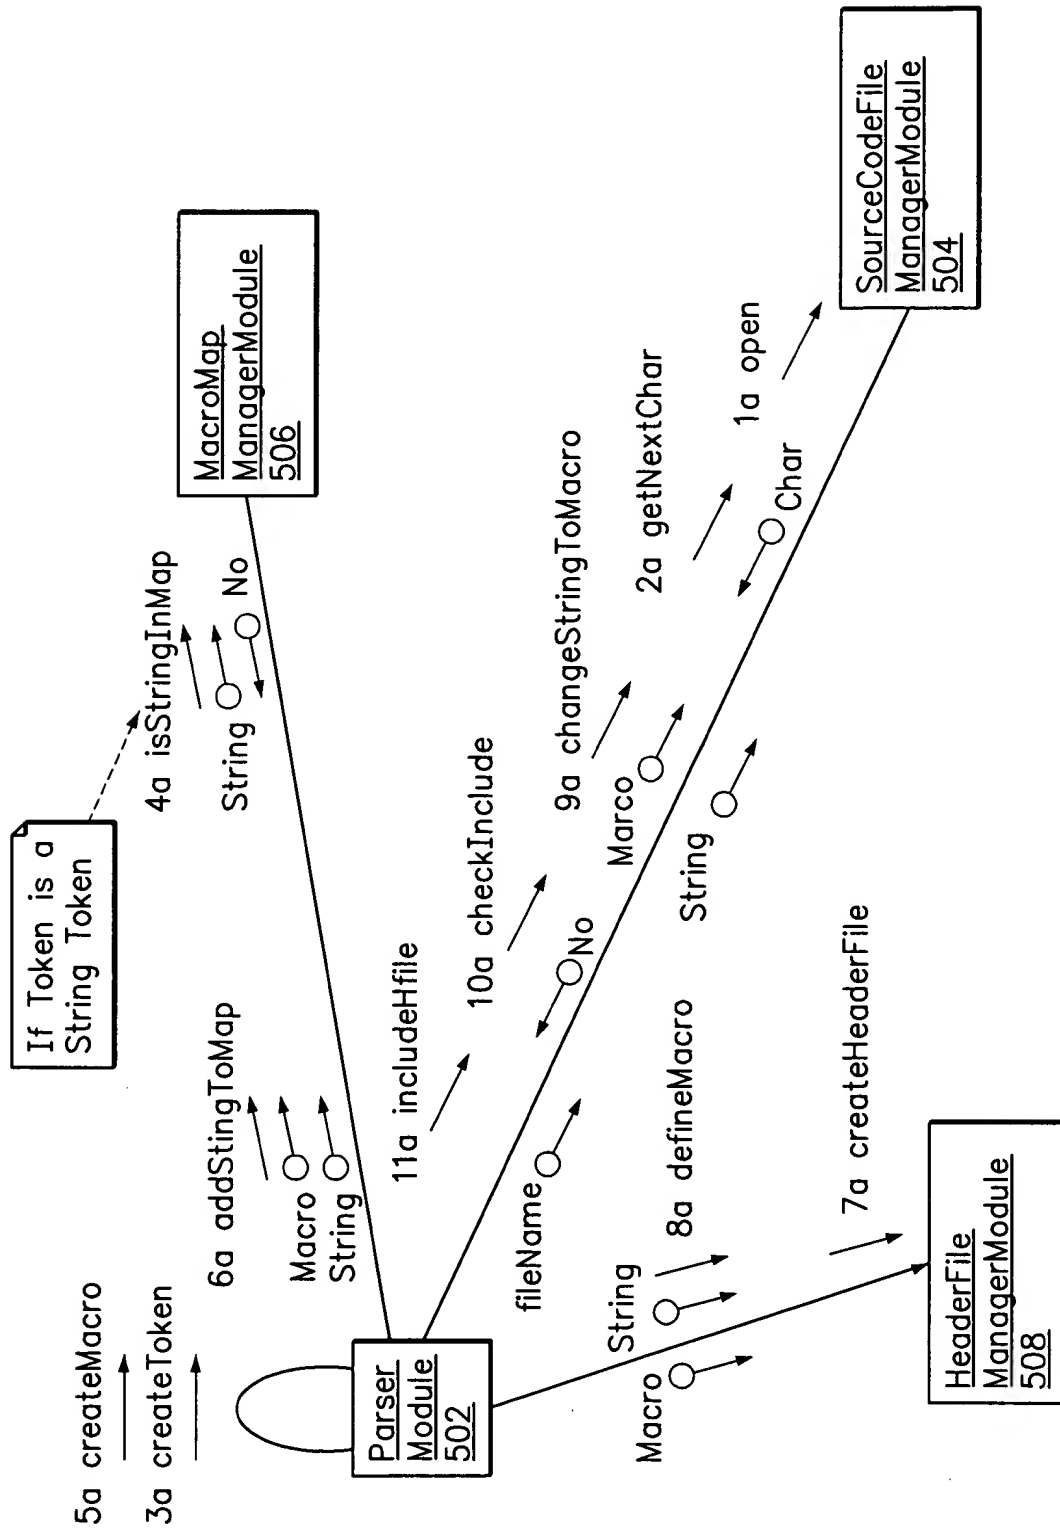 5a createMacro
3a createToken
Parser
Module
502
6a addStingToMap
Macro
String
If Token is a
String Token
4a isStringInMap
String
No
MacroMap
ManagerModule
506
11a includeHfile
fileName
10a checkInclude
No
9a changeStringToMacro
Marco
String
2a getNextChar
Char
1a open
SourceCodeFile
ManagerModule
504
Macro
String
8a defineMacro
7a createHeaderFile
HeaderFile
ManagerModule
508